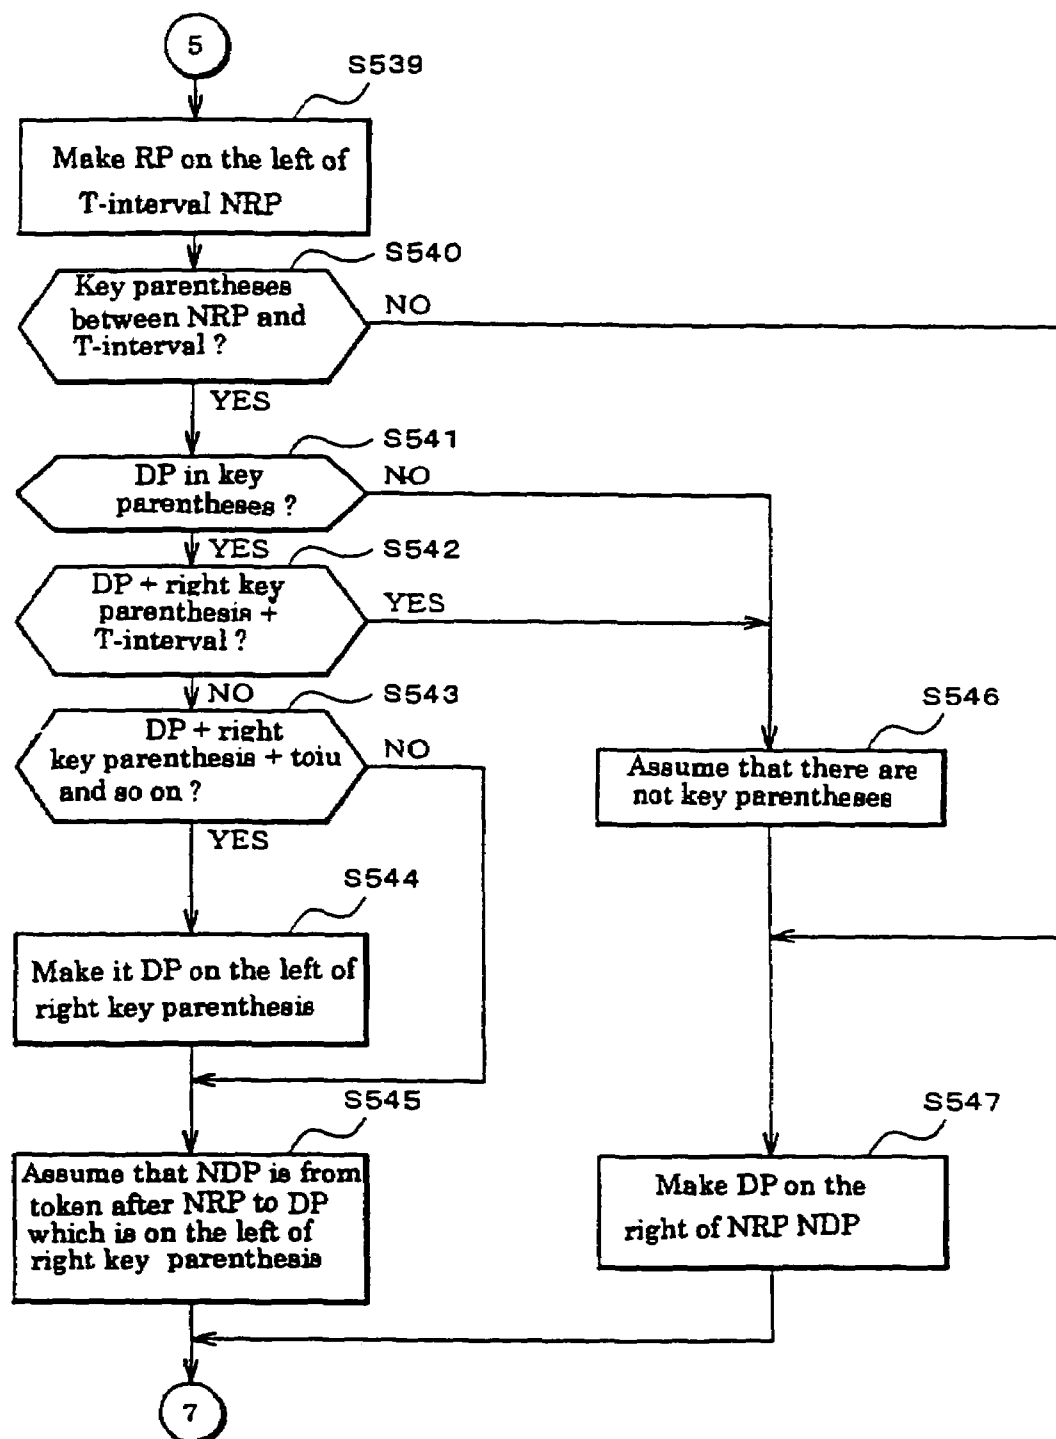 5
S539
Make RP on the left of
T-interval NRP
S540
Key parentheses
between NRP and
T-interval ?
NO
YES
S541
DP in key
parentheses ?
NO
YES
S542
DP + right key
parenthesis +
T-interval ?
YES
NO
S543
DP + right
key parenthesis + toiu
and so on ?
NO
YES
S546
Assume that there are
not key parentheses
S544
Make it DP on the left of
right key parenthesis
S545
Assume that NDP is from
token after NRP to DP
which is on the left of
right key parenthesis
S547
Make DP on the
right of NRP NDP
7